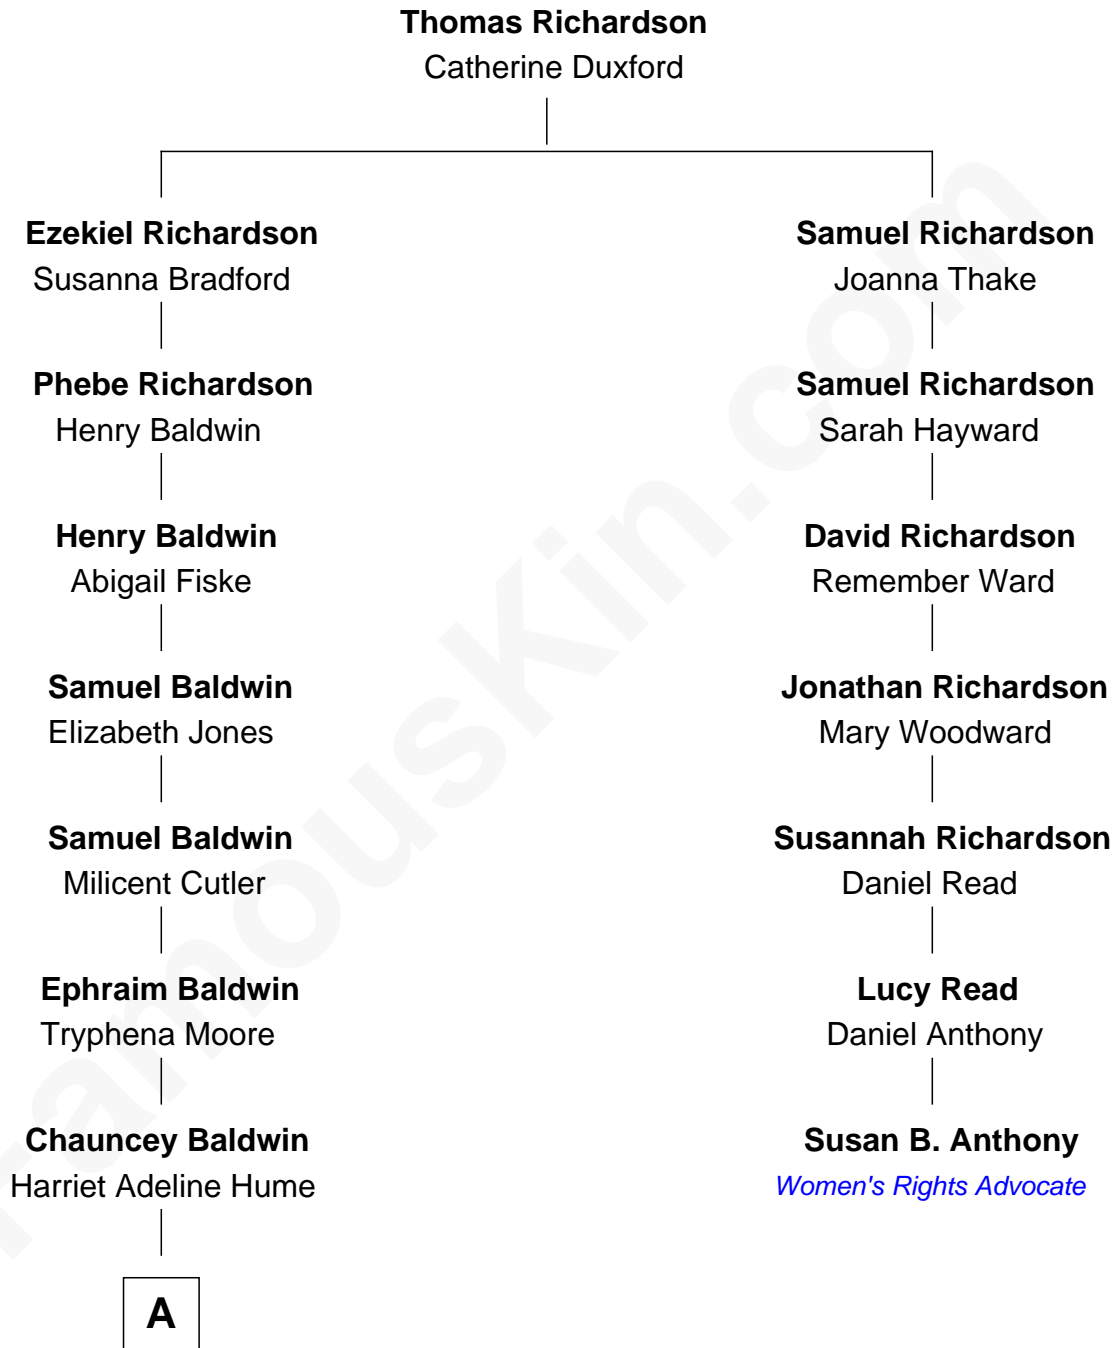 Thomas Richardson
Catherine Duxford
Ezekiel Richardson
Susanna Bradford
Samuel Richardson
Joanna Thake
Phebe Richardson
Henry Baldwin
Samuel Richardson
Sarah Hayward
Henry Baldwin
Abigail Fiske
David Richardson
Remember Ward
Samuel Baldwin
Elizabeth Jones
Jonathan Richardson
Mary Woodward
Samuel Baldwin
Milicent Cutler
Susannah Richardson
Daniel Read
Ephraim Baldwin
Tryphena Moore
Lucy Read
Daniel Anthony
Chauncey Baldwin
Harriet Adeline Hume
Susan B. Anthony
Women's Rights Advocate
A
FamousKin.com